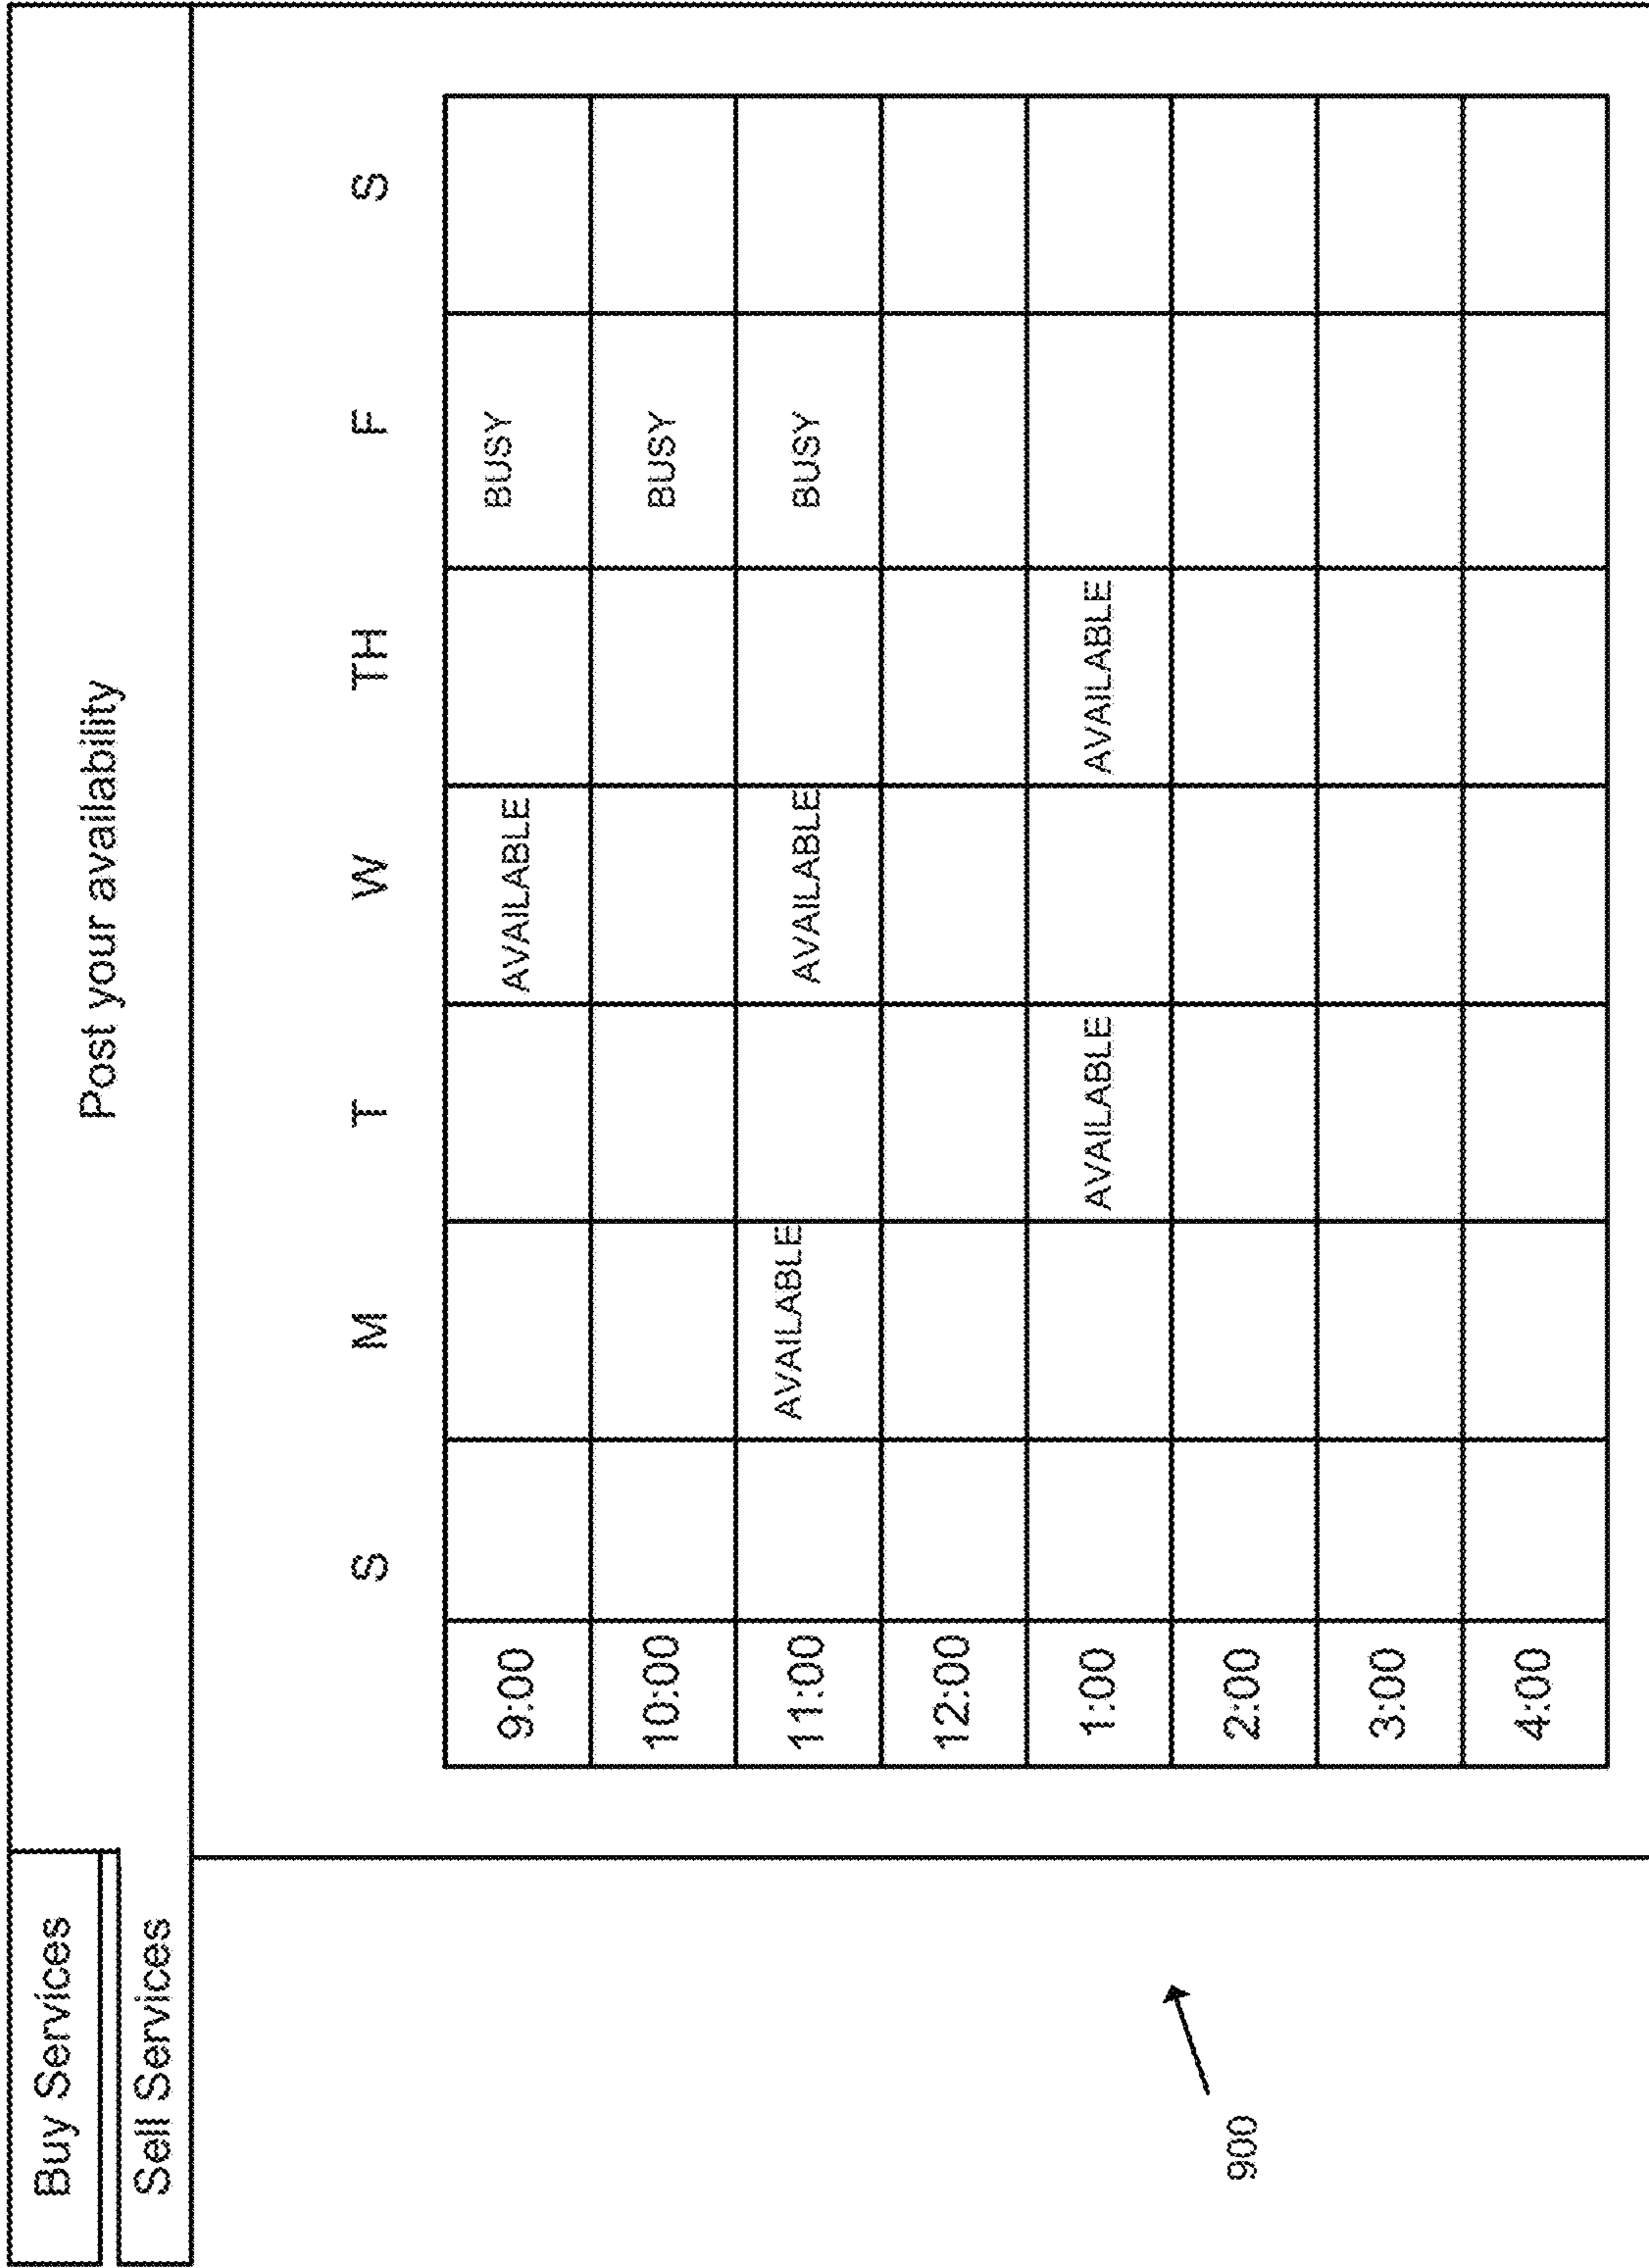 Buy Services
Sell Services
Post your availability
S M T W TH F S
9:00 AVAILABLE BUSY
10:00 BUSY
11:00 AVAILABLE AVAILABLE BUSY
12:00
1:00 AVAILABLE AVAILABLE
2:00
3:00
4:00
900